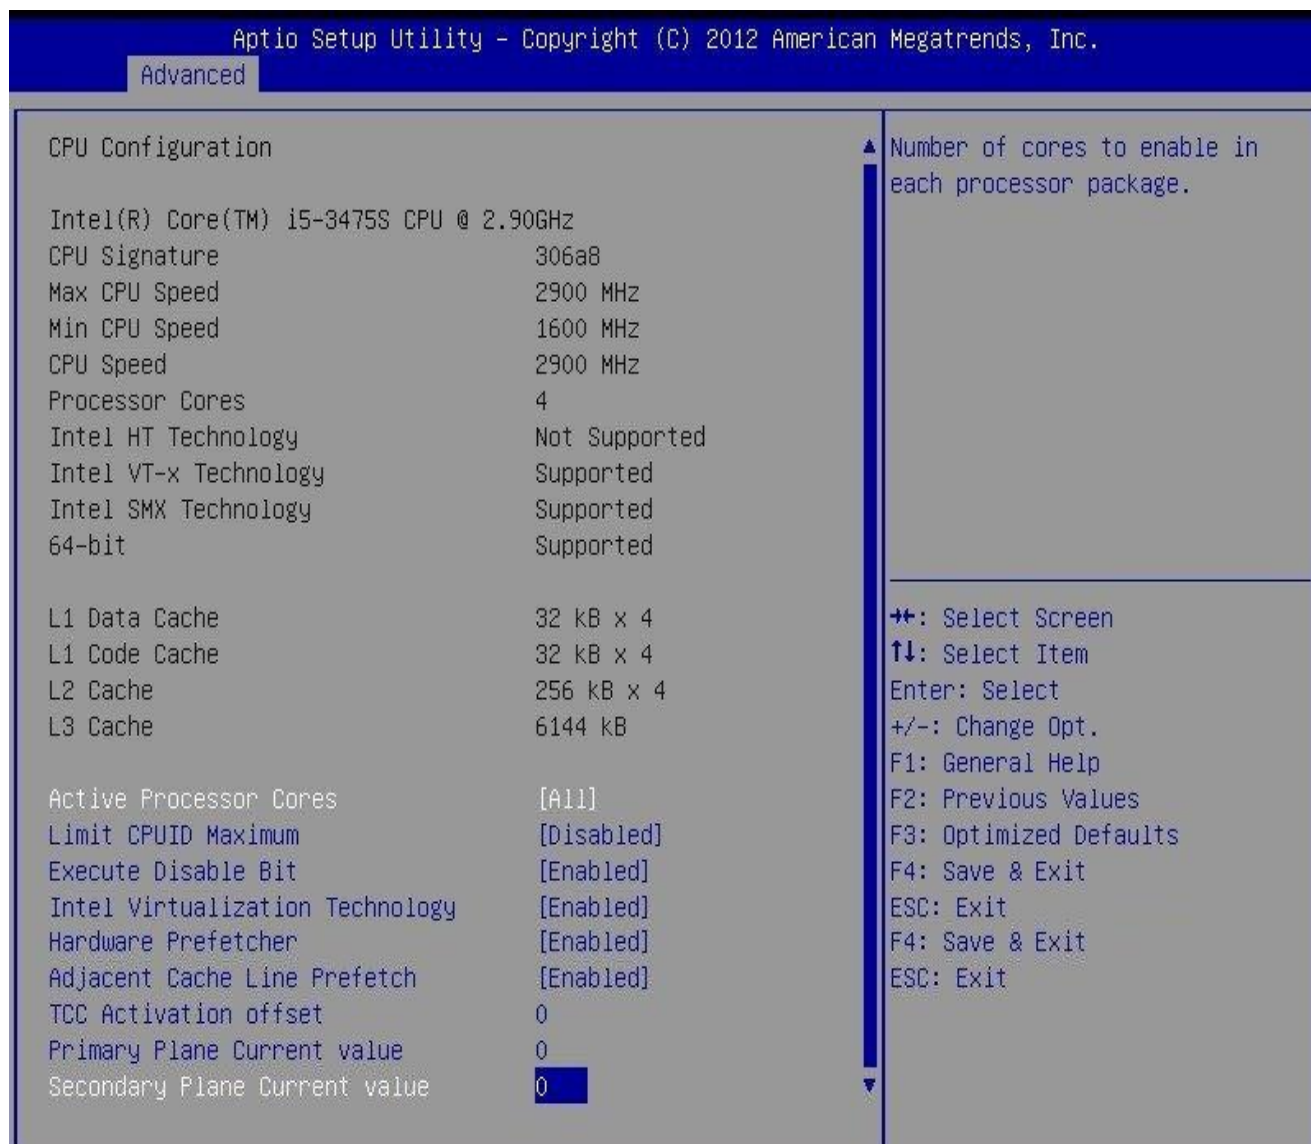 Aptio Setup Utility – Copyright (C) 2012 American Megatrends, Inc.
Advanced
CPU Configuration
Intel(R) Core(TM) i5-3475S CPU @ 2.90GHz
CPU Signature 306a8
Max CPU Speed 2900 MHz
Min CPU Speed 1600 MHz
CPU Speed 2900 MHz
Processor Cores 4
Intel HT Technology Not Supported
Intel VT-x Technology Supported
Intel SMX Technology Supported
64-bit Supported
L1 Data Cache 32 kB x 4
L1 Code Cache 32 kB x 4
L2 Cache 256 kB x 4
L3 Cache 6144 kB
Active Processor Cores [All]
Limit CPUID Maximum [Disabled]
Execute Disable Bit [Enabled]
Intel Virtualization Technology [Enabled]
Hardware Prefetcher [Enabled]
Adjacent Cache Line Prefetch [Enabled]
TCC Activation offset 0
Primary Plane Current value 0
Secondary Plane Current value 0
Number of cores to enable in
each processor package.
→←: Select Screen
↑↓: Select Item
Enter: Select
+/-: Change Opt.
F1: General Help
F2: Previous Values
F3: Optimized Defaults
F4: Save & Exit
ESC: Exit
F4: Save & Exit
ESC: Exit